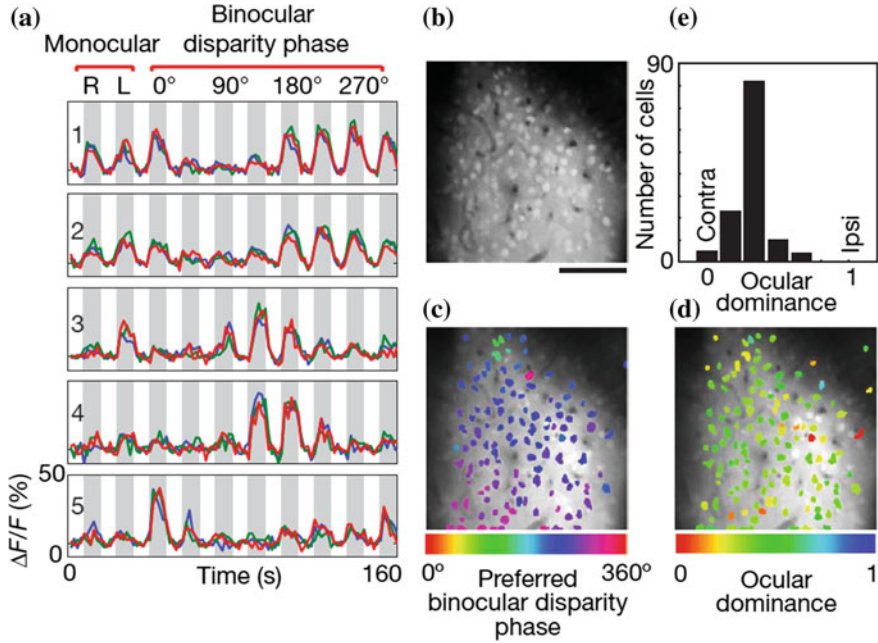 (a)
Binocular
Monocular disparity phase
R L 0° 90° 180° 270°
1
2
3
4
5
50
0
ΔF/F (%)
0 Time (s) 160
(b)
(e)
90
0
Number of cells
Contra
Ipsi
0 Ocular 1
dominance
(c)
0° Preferred 360°
binocular disparity
phase
(d)
0 Ocular 1
dominance